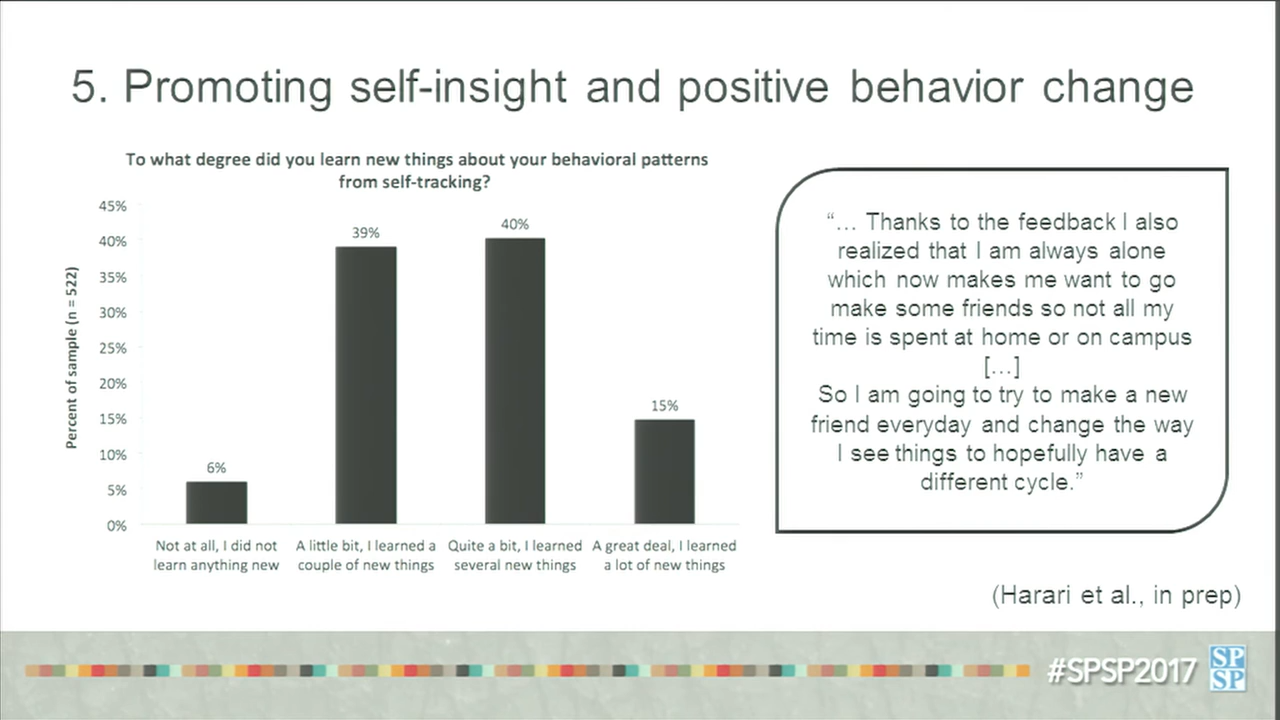 5. Promoting self-insight and positive behavior change
To what degree did you learn new things about your behavioral patterns
from self-tracking?
Percent of sample (n = 522)
45%
40%
35%
30%
25%
20%
15%
10%
5%
0%
6%
39%
40%
15%
Not at all, I did not
learn anything new
A little bit, I learned a
couple of new things
Quite a bit, I learned
several new things
A great deal, I learned
a lot of new things
“... Thanks to the feedback I also
realized that I am always alone
which now makes me want to go
make some friends so not all my
time is spent at home or on campus
[...]
So I am going to try to make a new
friend everyday and change the way
I see things to hopefully have a
different cycle.”
(Harari et al., in prep)
#SPSP2017
SP
SP